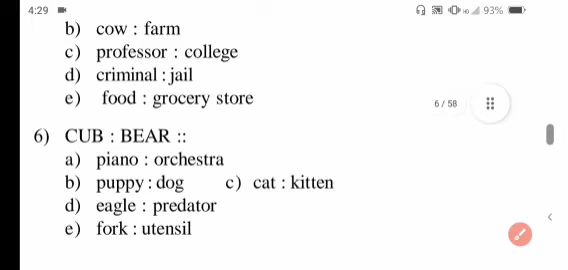 4:29 93%
b) cow : farm
c) professor : college
d) criminal : jail
e) food : grocery store
6 / 58
6) CUB : BEAR ::
a) piano : orchestra
b) puppy : dog c) cat : kitten
d) eagle : predator
e) fork : utensil